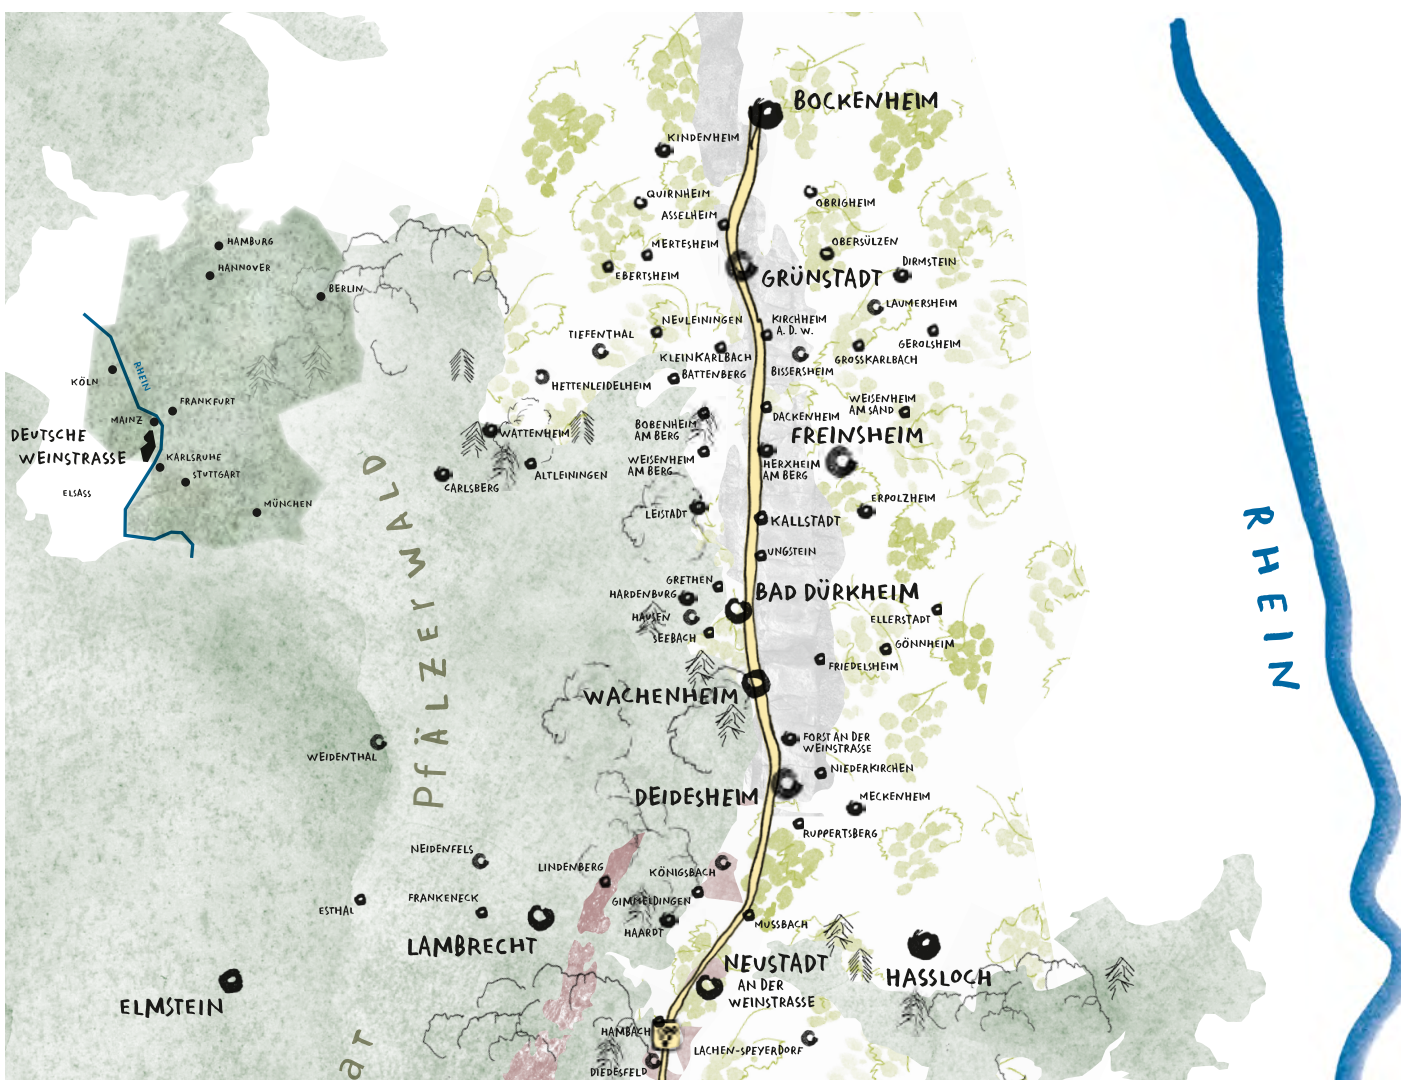 BOCKENHEIM
KINDENHEIM
QUIRNHEIM
OBRIGHEIM
ASSELHEIM
MERTESHEIM
OBERSÜLZEN
EBERTSHEIM
GRÜNSTADT
DIRMSTEIN
LAUMERSHEIM
NEULEININGEN
KIRCHHEIM
A. D. W.
TIEFENTHAL
GEROLSHEIM
KLEINKARLBACH
GROSSKARLBACH
BISSERSHEIM
BATTENBERG
HETTENLEIDELHEIM
WEISENHEIM
AM SAND
DACKENHEIM
BOBENHEIM
AM BERG
WATTENHEIM
FREINSHEIM
WEISENHEIM
AM BERG
HERXHEIM
AM BERG
ALTLEININGEN
CARLSBERG
ERPOLZHEIM
LEISTADT
KALLSTADT
UNGSTEIN
GRETHEN
HARDENBURG
BAD DÜRKHEIM
HAUSEN
ELLERSTADT
SEEBACH
GÖNNHEIM
FRIEDELSHEIM
WACHENHEIM
FORST AN DER
WEINSTRASSE
WEIDENTHAL
NIEDERKIRCHEN
DEIDESHEIM
MECKENHEIM
RUPPERTSBERG
NEIDENFELS
LINDENBERG
KÖNIGSBACH
FRANKENECK
GIMMELDINGEN
ESTHAL
HAARDT
MUSSBACH
LAMBRECHT
NEUSTADT
AN DER
WEINSTRASSE
HASSLOCH
ELMSTEIN
HAMBACH
LACHEN-SPEYERDORF
DIEDESFELD
PFÄLZERWALD
RHEIN
HAMBURG
HANNOVER
BERLIN
RHEIN
KÖLN
FRANKFURT
MAINZ
DEUTSCHE
WEINSTRASSE
KARLSRUHE
STUTTGART
ELSASS
MÜNCHEN
at